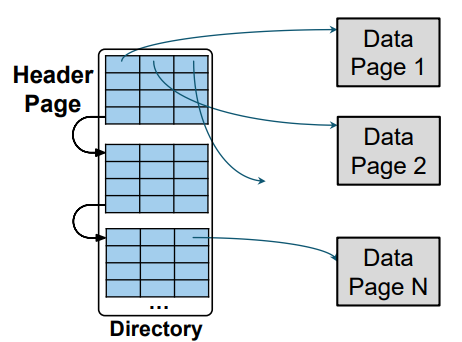 Header
Page
Data
Page 1
Data
Page 2
Data
Page N
...
Directory